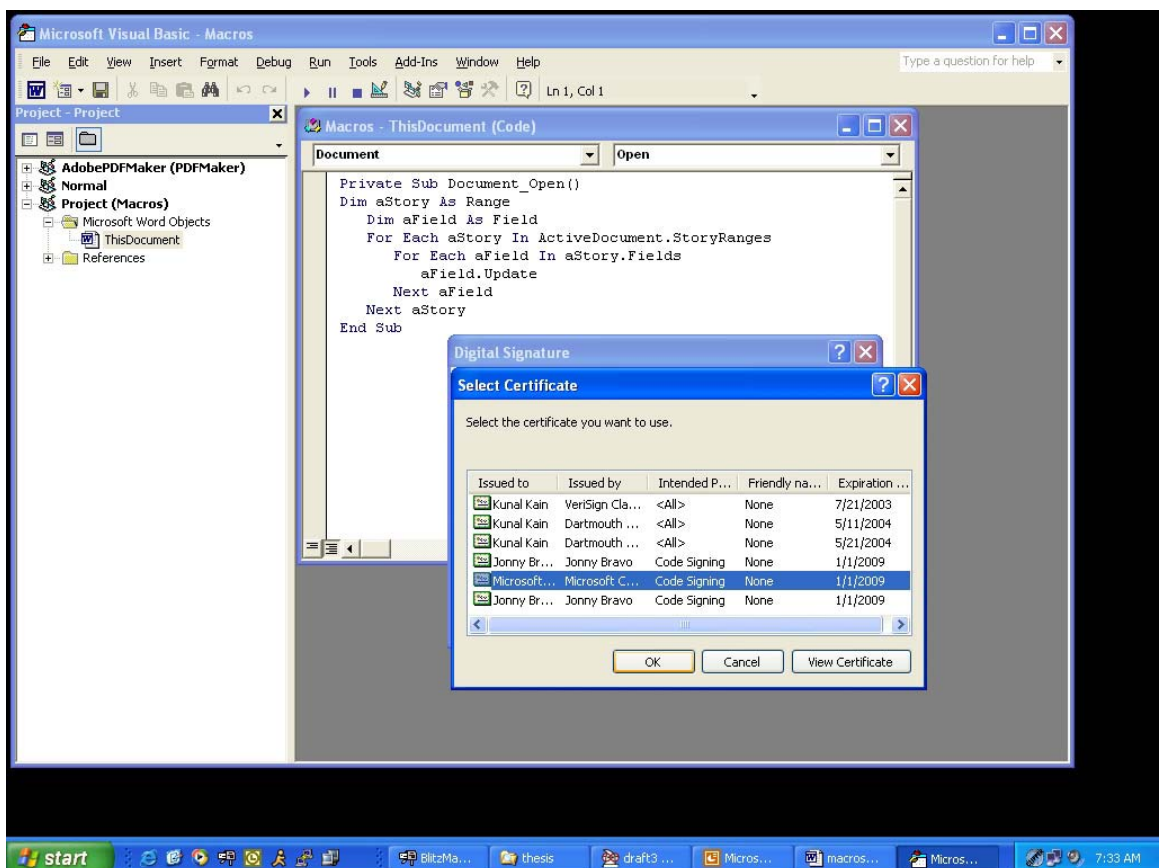 Microsoft Visual Basic - Macros
File Edit View Insert Format Debug Run Tools Add-Ins Window Help
Type a question for help
Ln 1, Col 1
Project - Project
AdobePDFMaker (PDFMaker)
Normal
Project (Macros)
Microsoft Word Objects
ThisDocument
References
Macros - ThisDocument (Code)
Document Open
Private Sub Document_Open()
Dim aStory As Range
Dim aField As Field
For Each aStory In ActiveDocument.StoryRanges
For Each aField In aStory.Fields
aField.Update
Next aField
Next aStory
End Sub
Digital Signature
Select Certificate
Select the certificate you want to use.
Issued to Issued by Intended P... Friendly na... Expiration ...
Kunal Kain VeriSign Cla... <All> None 7/21/2003
Kunal Kain Dartmouth ... <All> None 5/11/2004
Kunal Kain Dartmouth ... <All> None 5/21/2004
Jonny Br... Jonny Bravo Code Signing None 1/1/2009
Microsoft... Microsoft C... Code Signing None 1/1/2009
Jonny Br... Jonny Bravo Code Signing None 1/1/2009
OK Cancel View Certificate
start BlitzMa... thesis draft3 ... Micros... macros... Micros... 7:33 AM